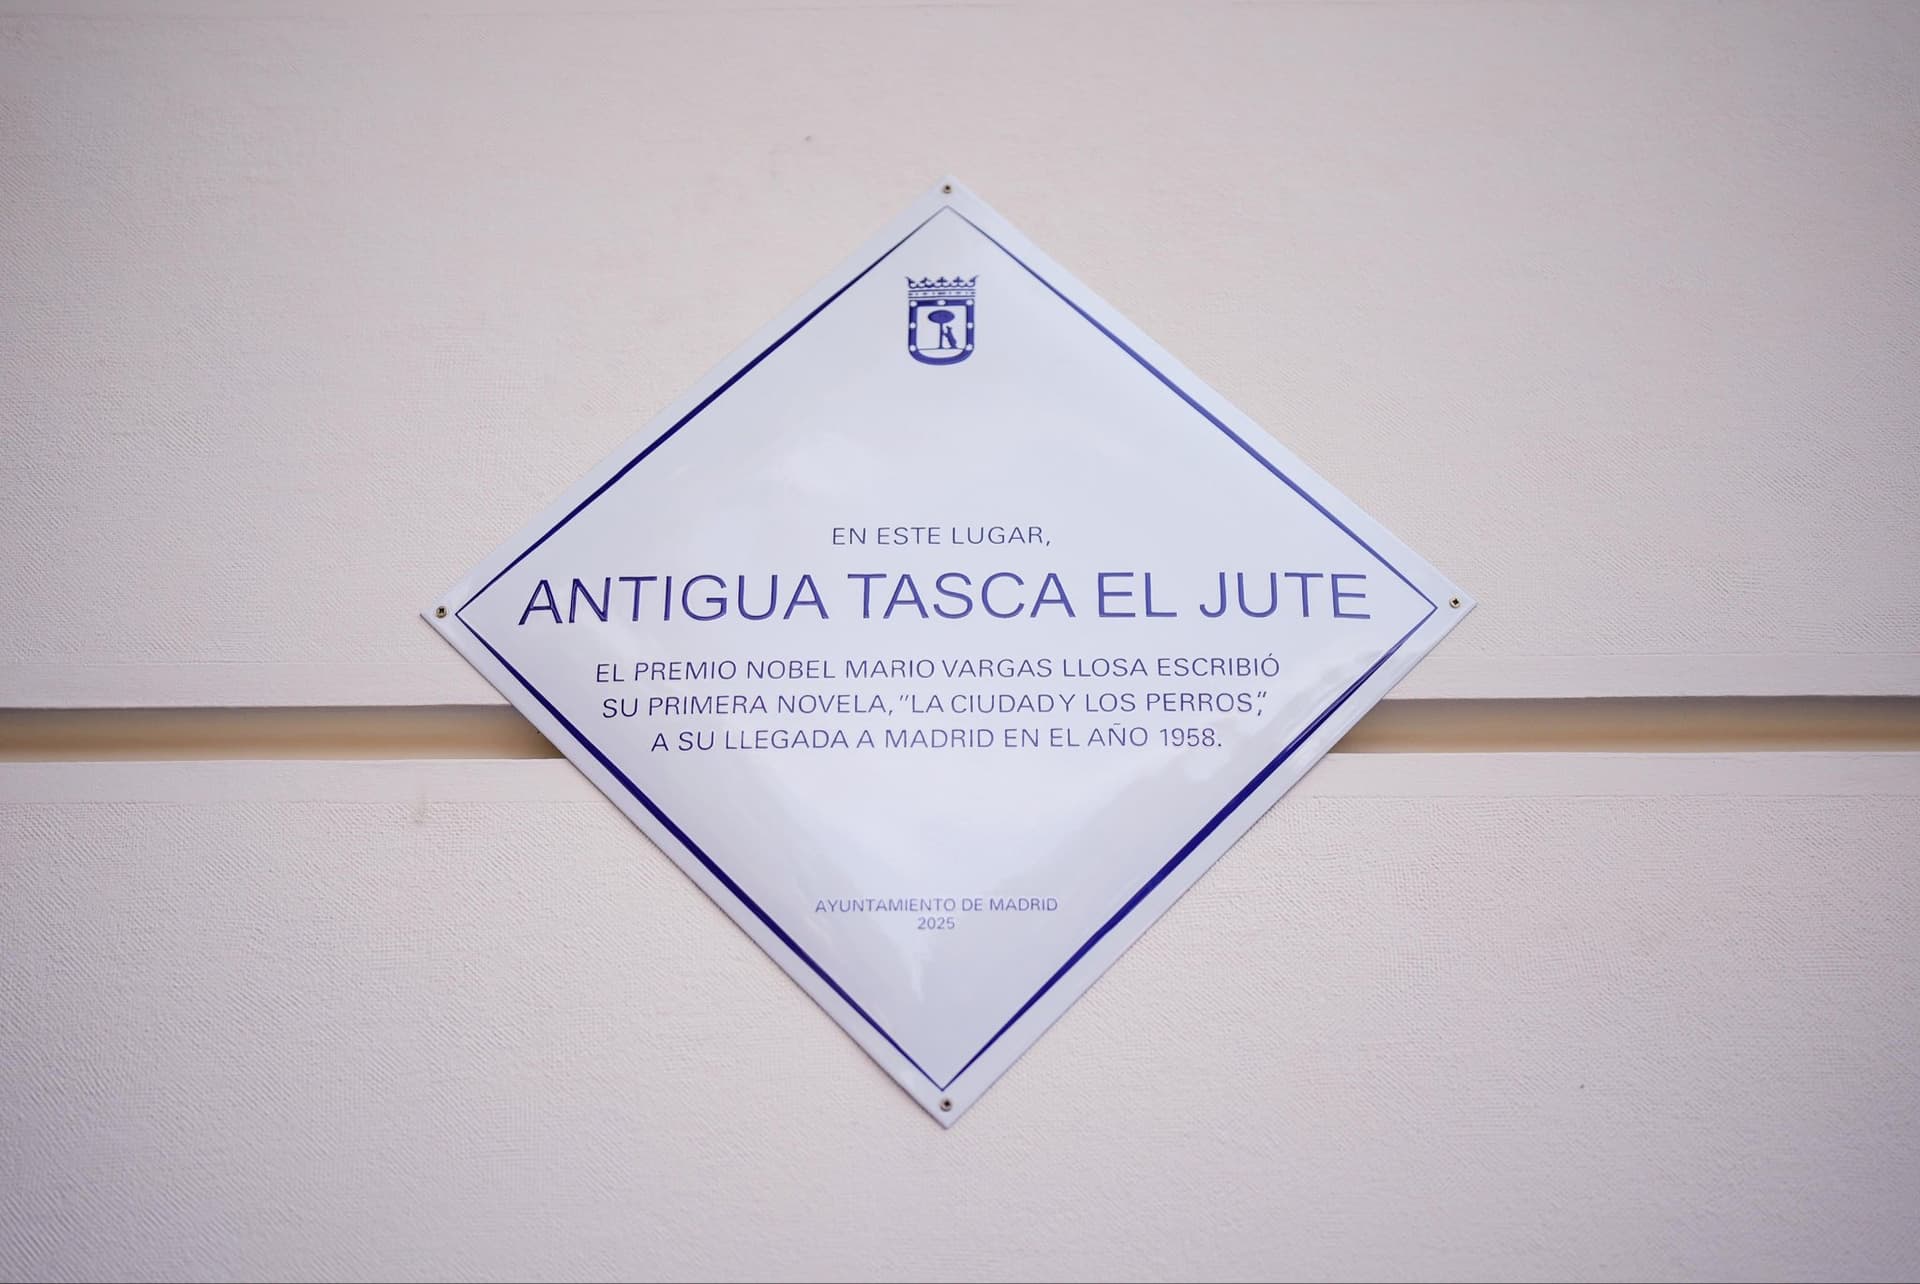 EN ESTE LUGAR,
ANTIGUA TASCA EL JUTE
EL PREMIO NOBEL MARIO VARGAS LLOSA ESCRIBIÓ
SU PRIMERA NOVELA, "LA CIUDAD Y LOS PERROS",
A SU LLEGADA A MADRID EN EL AÑO 1958.
AYUNTAMIENTO DE MADRID
2025